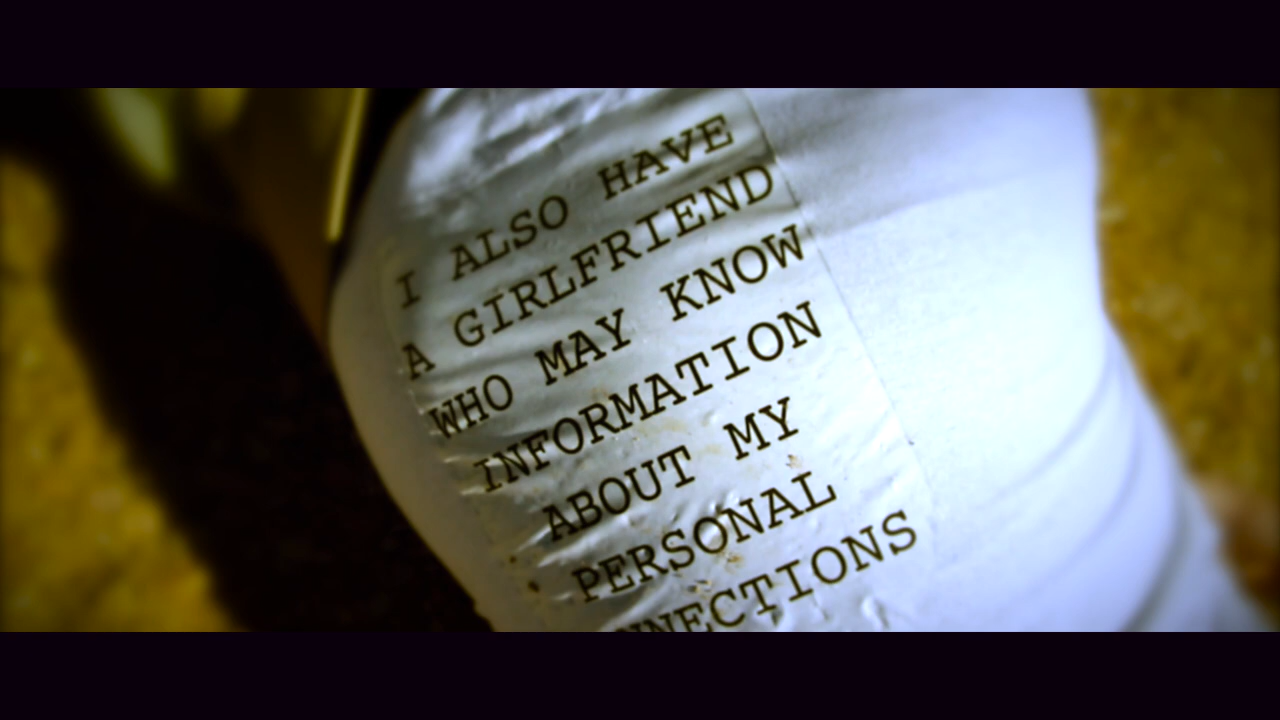 I ALSO HAVE
A GIRLFRIEND
WHO MAY KNOW
INFORMATION
ABOUT MY
PERSONAL